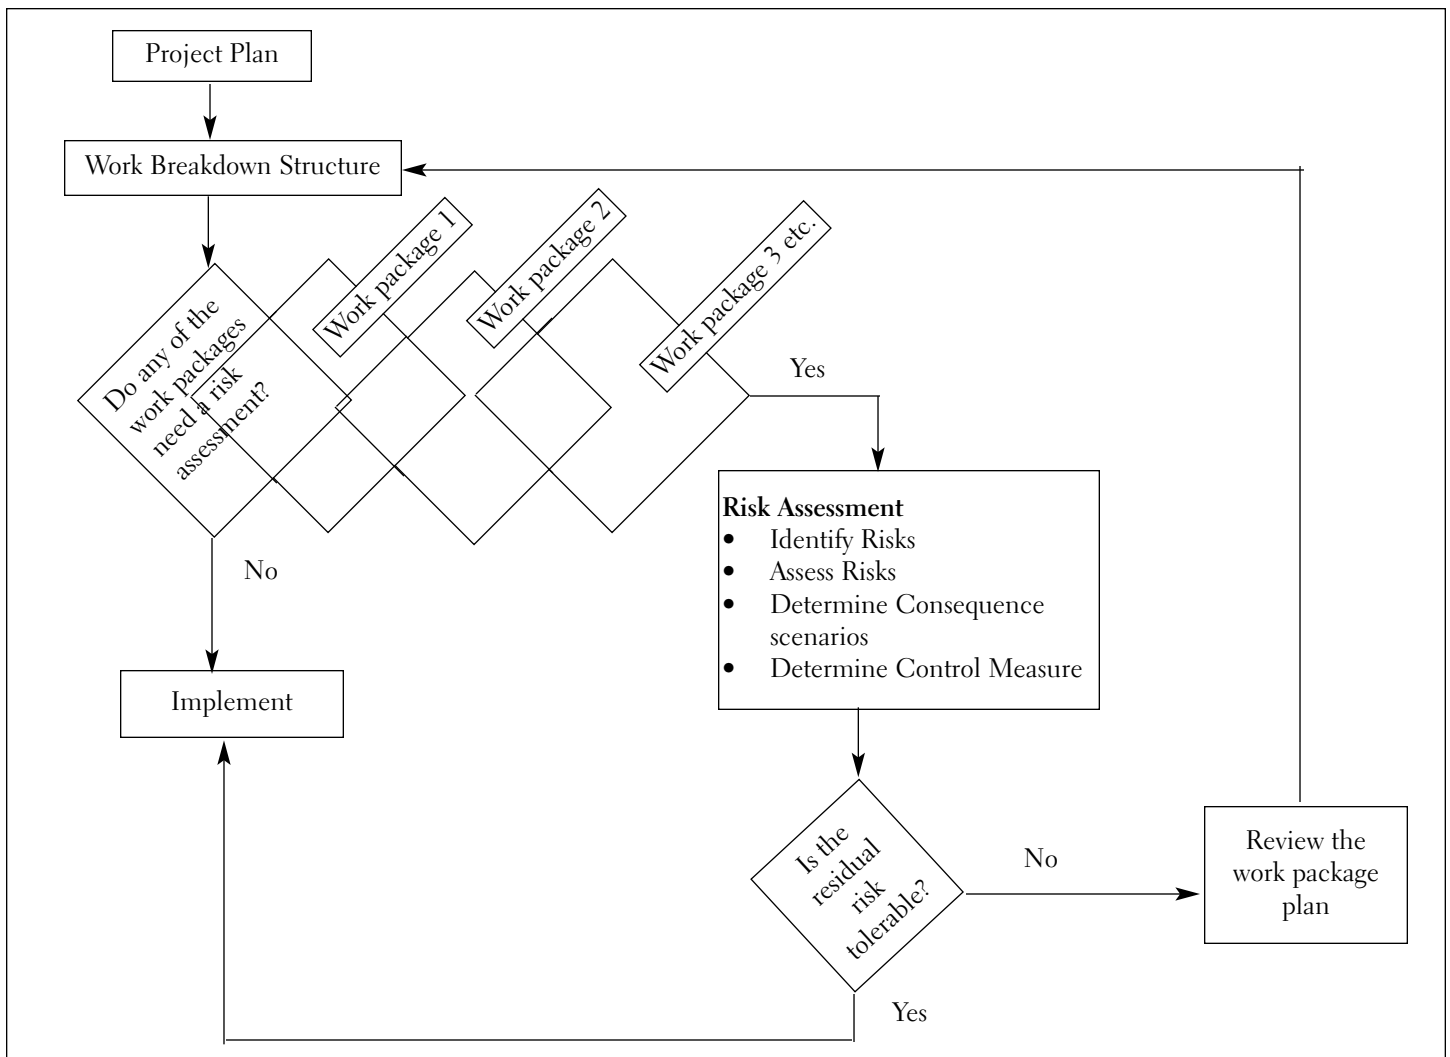 Project Plan
Work Breakdown Structure
Do any of the
work packages
need a risk
assessment?
Work package 1
Work package 2
Work package 3 etc.
Yes
No
Risk Assessment
• Identify Risks
• Assess Risks
• Determine Consequence
scenarios
• Determine Control Measure
Implement
Is the
residual
risk
tolerable?
No
Review the
work package
plan
Yes